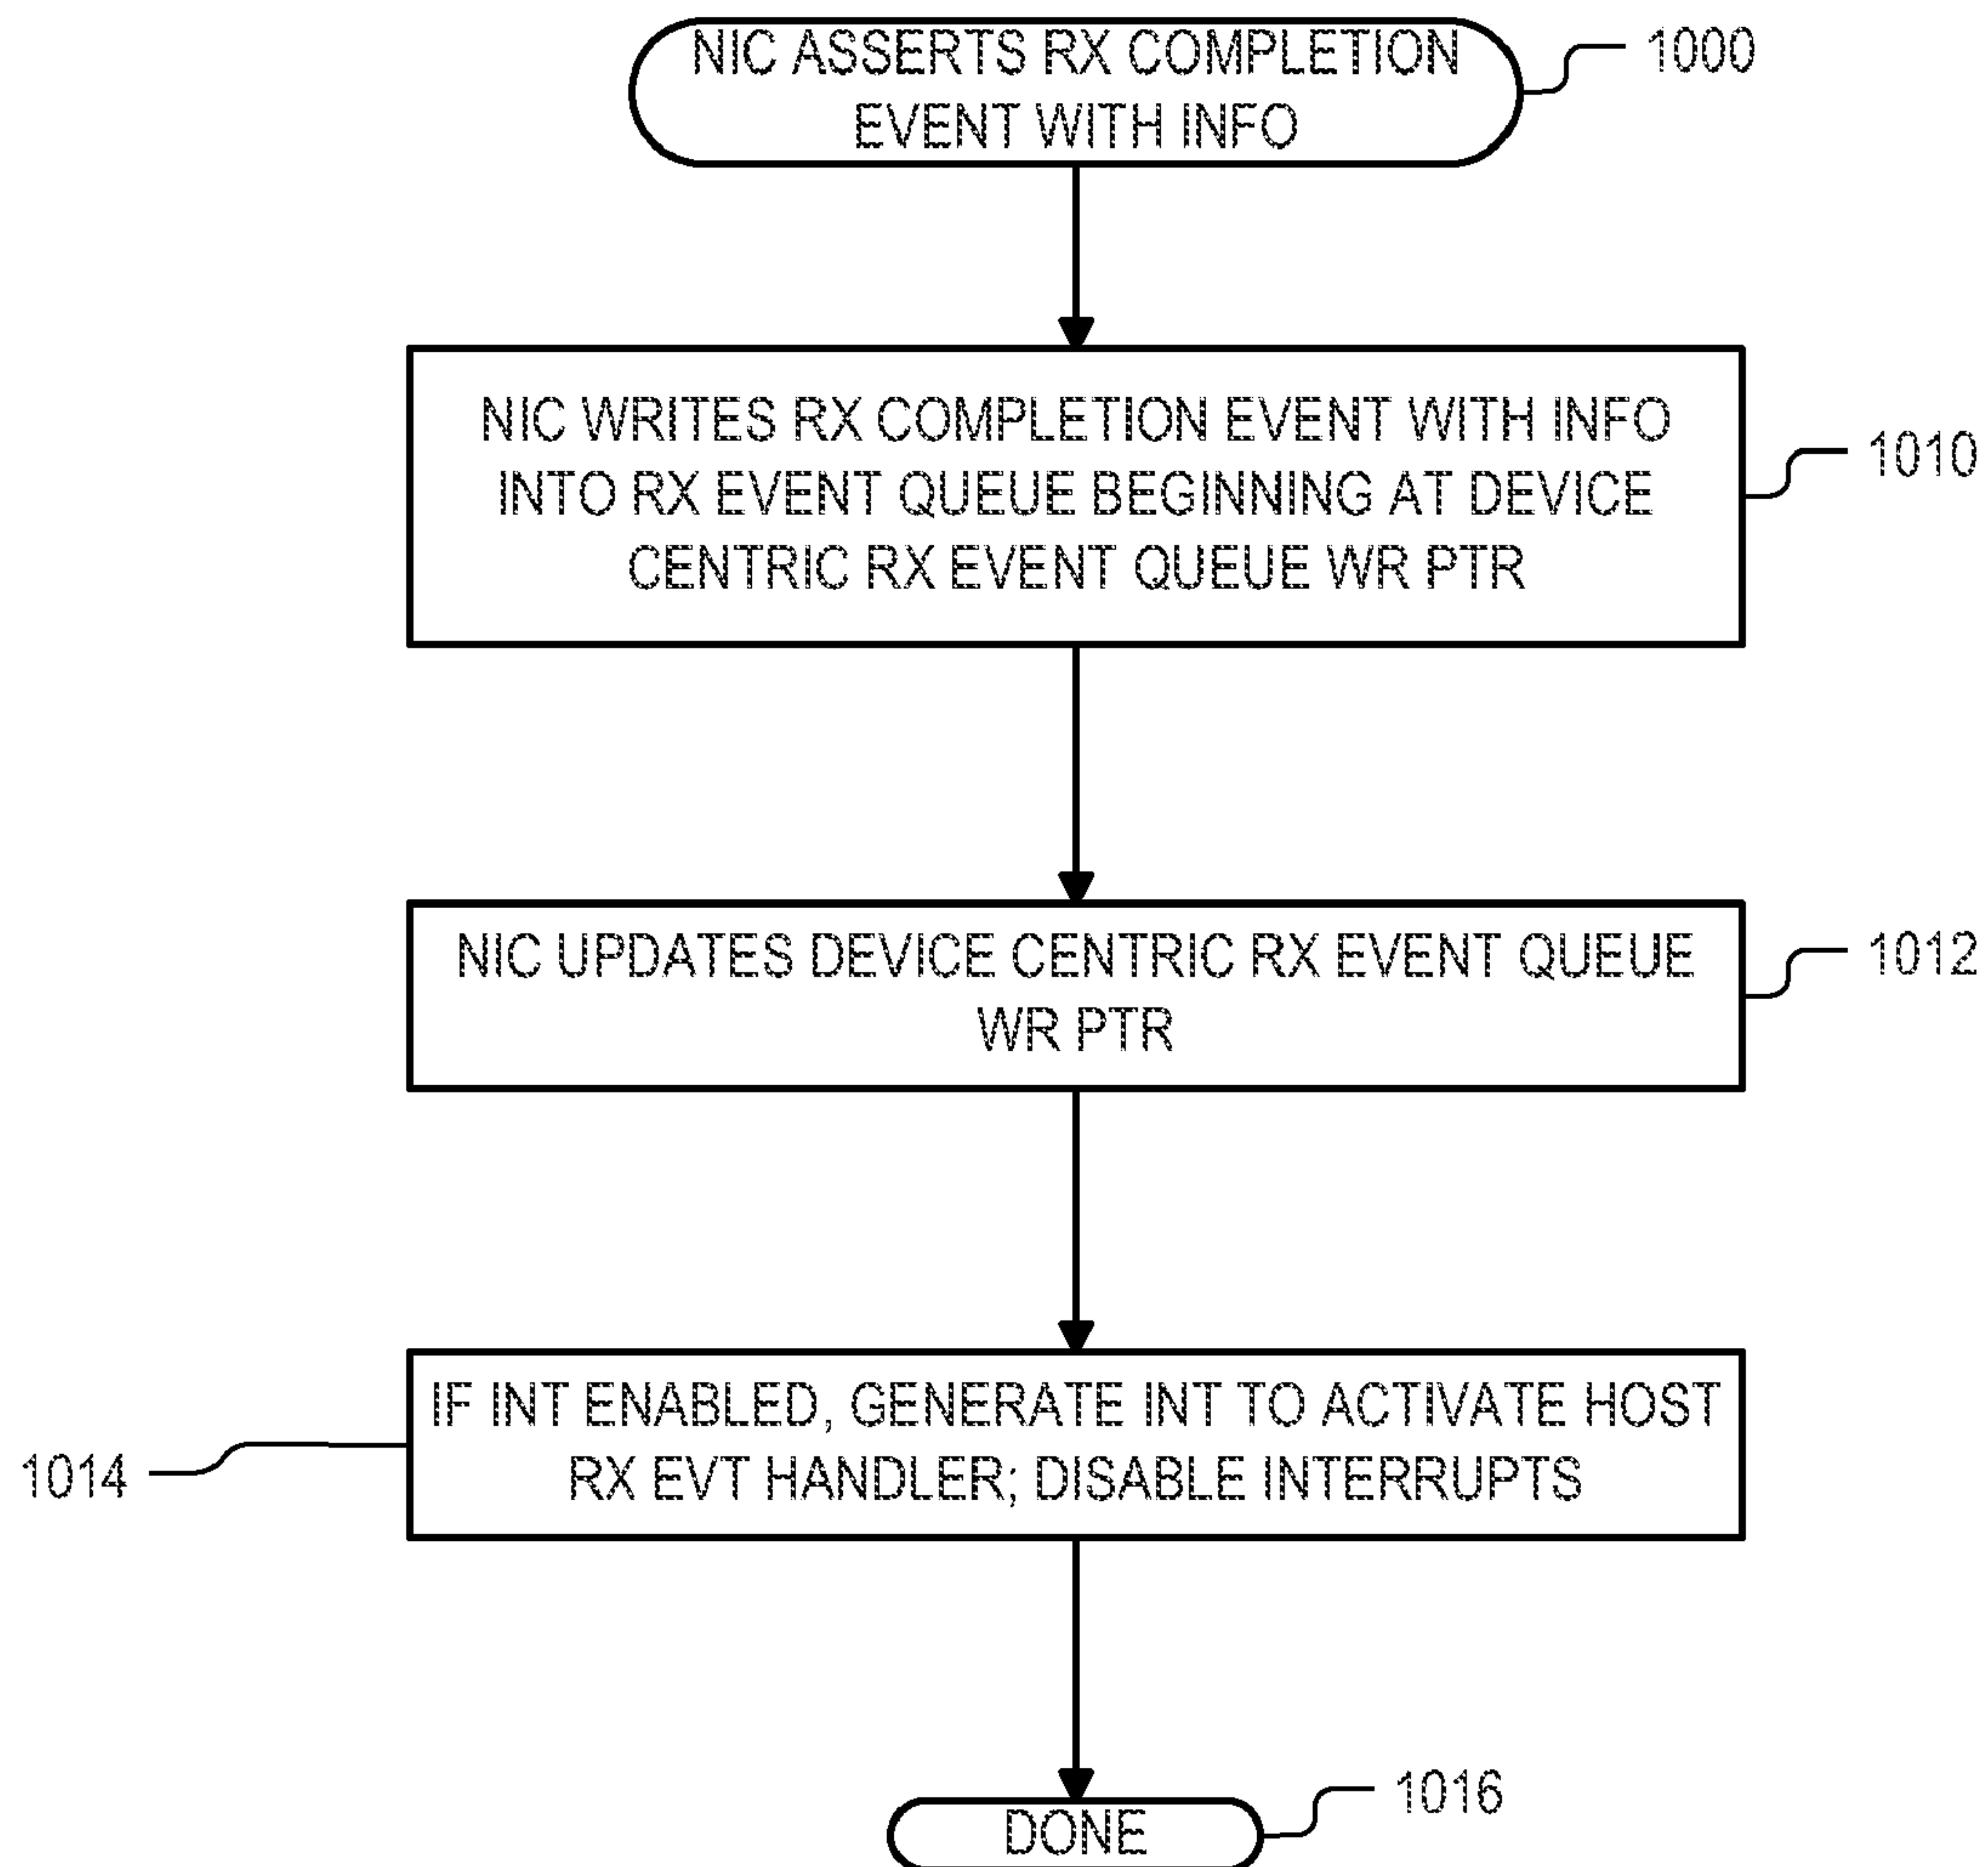 NIC ASSERTS RX COMPLETION
EVENT WITH INFO
1000
NIC WRITES RX COMPLETION EVENT WITH INFO
INTO RX EVENT QUEUE BEGINNING AT DEVICE
CENTRIC RX EVENT QUEUE WR PTR
1010
NIC UPDATES DEVICE CENTRIC RX EVENT QUEUE
WR PTR
1012
IF INT ENABLED, GENERATE INT TO ACTIVATE HOST
RX EVT HANDLER; DISABLE INTERRUPTS
1014
DONE
1016